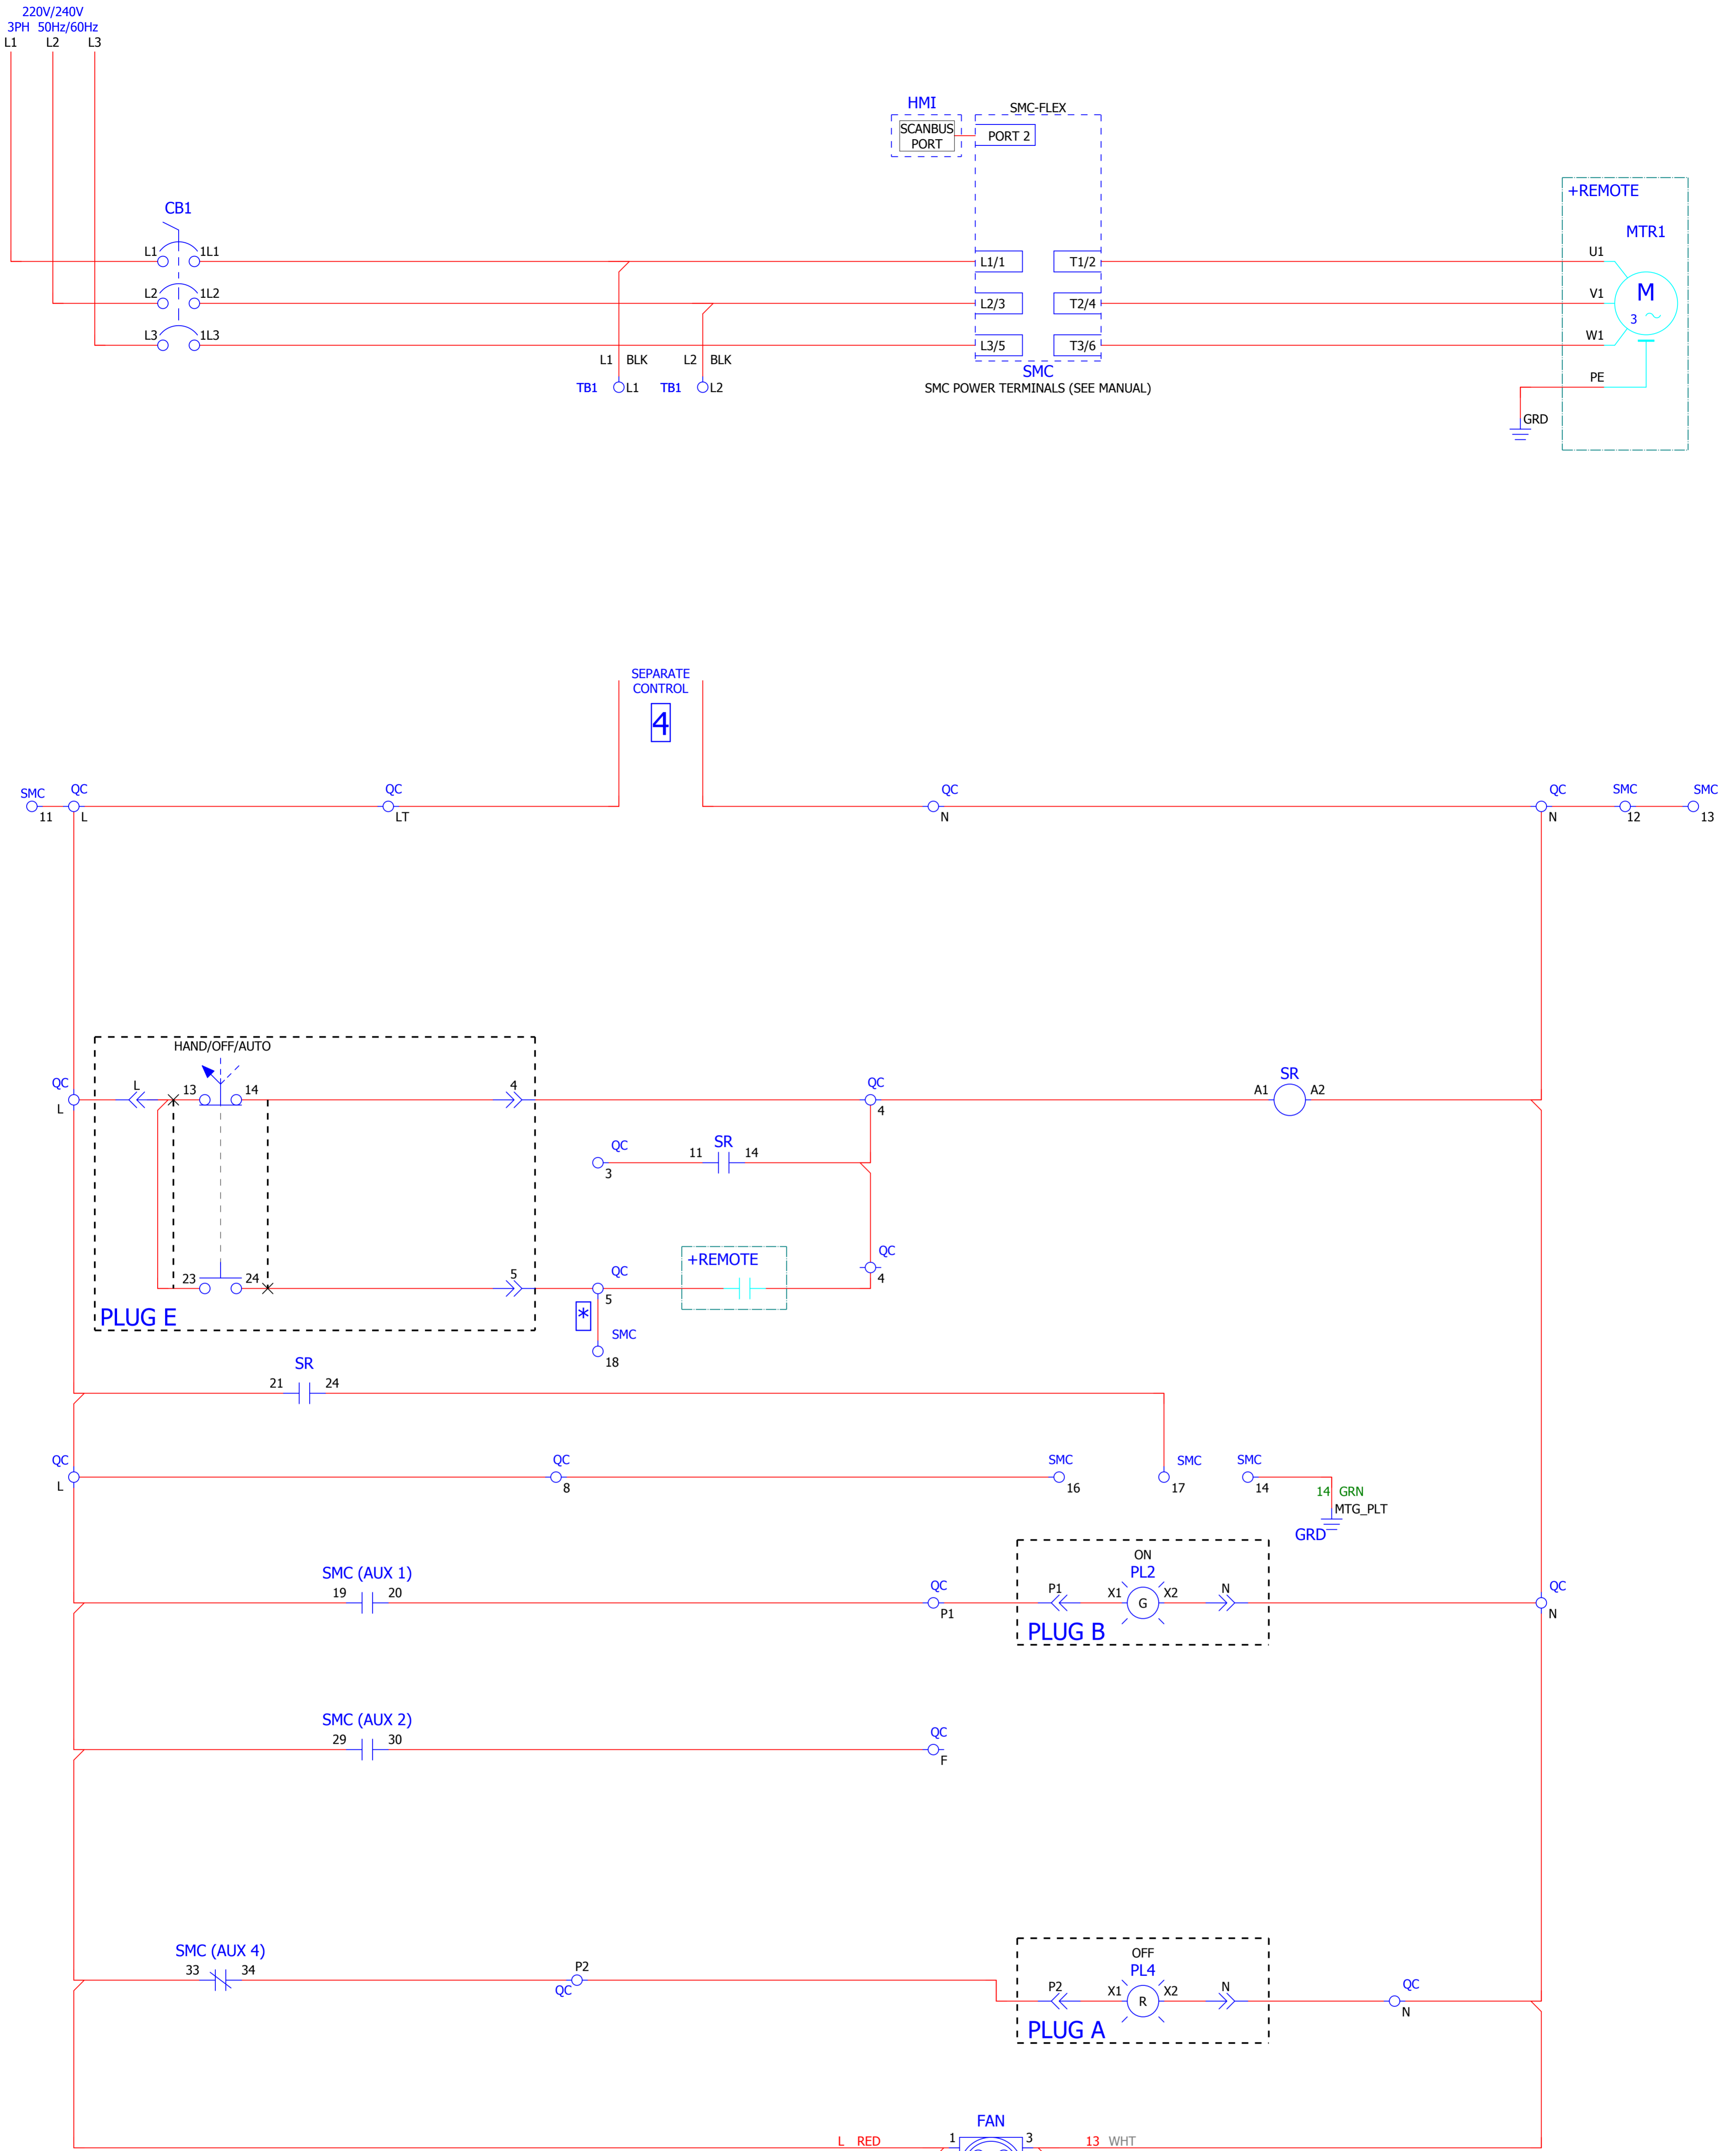 220V/240V
3PH 50Hz/60Hz
L1 L2 L3
HMI
SMC-FLEX
SCANBUS
PORT
PORT 2
+REMOTE
MTR1
CB1
L1 1L1
L1/1 T1/2
U1
L2 1L2
L2/3 T2/4
V1
M
3
L3 1L3
L3/5 T3/6
W1
L1 BLK
L2 BLK
SMC
TB1 L1
TB1 L2
SMC POWER TERMINALS (SEE MANUAL)
PE
GRD
SEPARATE
CONTROL
4
SMC QC QC QC QC SMC SMC
11 L LT N N 12 13
HAND/OFF/AUTO
QC
L
L
13 14
4
QC
4
SR
A1 A2
QC
3
SR
11 14
+REMOTE
QC
4
23 24
5
QC
5
PLUG E
*
SMC
18
SR
21 24
QC
L
QC
8
SMC
16
SMC
17
SMC
14
14 GRN
MTG_PLT
GRD
ON
SMC (AUX 1)
19 20
QC
P1
P1
PL2
X1 X2
G
N
QC
N
PLUG B
SMC (AUX 2)
29 30
QC
F
OFF
SMC (AUX 4)
33 34
P2
QC
P2
PL4
X1 X2
R
N
QC
N
PLUG A
FAN
L RED
1 3
13 WHT